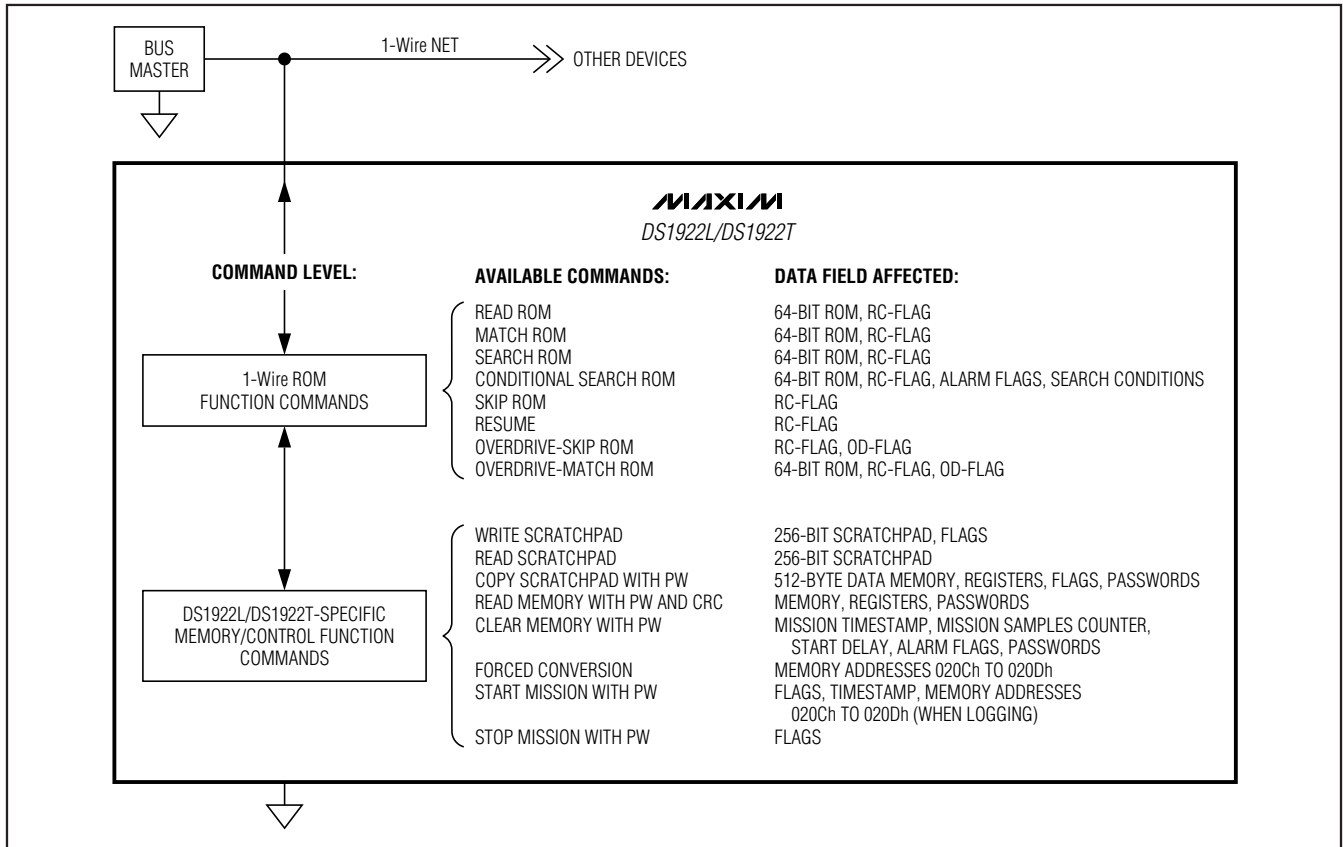 BUS
MASTER
1-Wire NET
OTHER DEVICES
MAXIM
DS1922L/DS1922T
COMMAND LEVEL:
AVAILABLE COMMANDS:
DATA FIELD AFFECTED:
1-Wire ROM
FUNCTION COMMANDS
READ ROM 64-BIT ROM, RC-FLAG
MATCH ROM 64-BIT ROM, RC-FLAG
SEARCH ROM 64-BIT ROM, RC-FLAG
CONDITIONAL SEARCH ROM 64-BIT ROM, RC-FLAG, ALARM FLAGS, SEARCH CONDITIONS
SKIP ROM RC-FLAG
RESUME RC-FLAG
OVERDRIVE-SKIP ROM RC-FLAG, OD-FLAG
OVERDRIVE-MATCH ROM 64-BIT ROM, RC-FLAG, OD-FLAG
DS1922L/DS1922T-SPECIFIC
MEMORY/CONTROL FUNCTION
COMMANDS
WRITE SCRATCHPAD 256-BIT SCRATCHPAD, FLAGS
READ SCRATCHPAD 256-BIT SCRATCHPAD
COPY SCRATCHPAD WITH PW 512-BYTE DATA MEMORY, REGISTERS, FLAGS, PASSWORDS
READ MEMORY WITH PW AND CRC MEMORY, REGISTERS, PASSWORDS
CLEAR MEMORY WITH PW MISSION TIMESTAMP, MISSION SAMPLES COUNTER,
START DELAY, ALARM FLAGS, PASSWORDS
FORCED CONVERSION MEMORY ADDRESSES 020Ch TO 020Dh
START MISSION WITH PW FLAGS, TIMESTAMP, MEMORY ADDRESSES
020Ch TO 020Dh (WHEN LOGGING)
STOP MISSION WITH PW FLAGS